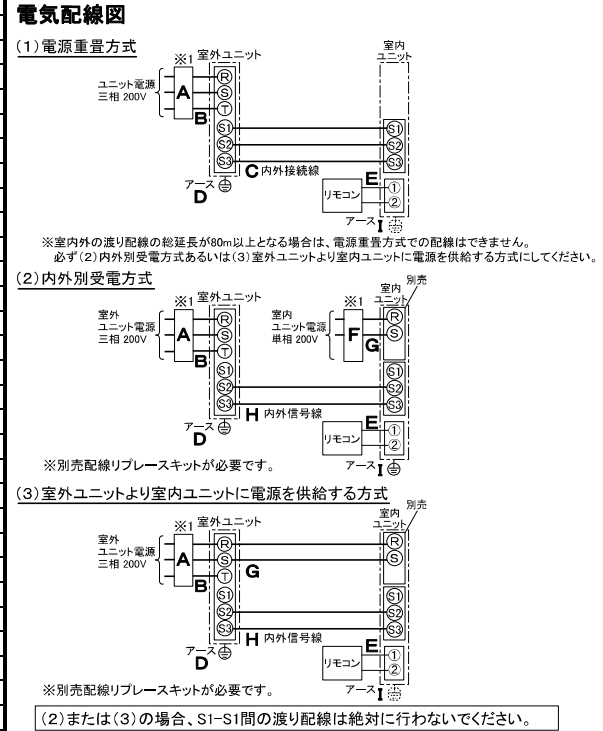 電気配線図
(1)電源重畳方式
※1 室外ユニット
室内
ユニット
ユニット電源
三相 200V
A
B
R
S
T
S1
S2
S3
S1
S2
S3
C 内外接続線
アース
D
E
リモコン
①
②
アース I
※室内外の渡り配線の総延長が80m以上となる場合は、電源重畳方式での配線はできません。
必ず(2)内外別受電方式あるいは(3)室外ユニットより室内ユニットに電源を供給する方式にしてください。
(2)内外別受電方式
別売
※1 室外ユニット
※1
室内
ユニット
室外
ユニット電源
三相 200V
A
B
R
S
T
S1
S2
S3
室内
ユニット電源
単相 200V
F
G
R
S
S1
S2
S3
H 内外信号線
アース
D
E
リモコン
①
②
アース I
※別売配線リプレースキットが必要です。
(3)室外ユニットより室内ユニットに電源を供給する方式
別売
※1 室外ユニット
室内
ユニット
室外
ユニット電源
三相 200V
A
B
R
S
T
S1
S2
S3
G
R
S
S1
S2
S3
H 内外信号線
アース
D
E
リモコン
①
②
アース I
※別売配線リプレースキットが必要です。
(2)または(3)の場合、S1-S1間の渡り配線は絶対に行わないでください。